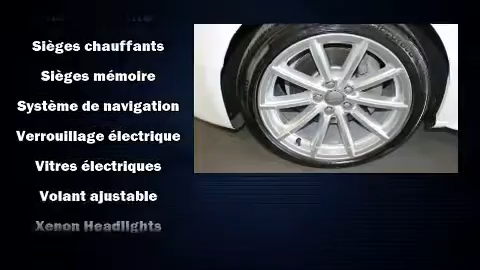 Sièges chauffants
Sièges mémoire
Système de navigation
Verrouillage électrique
Vitres électriques
Volant ajustable
Xenon Headlights